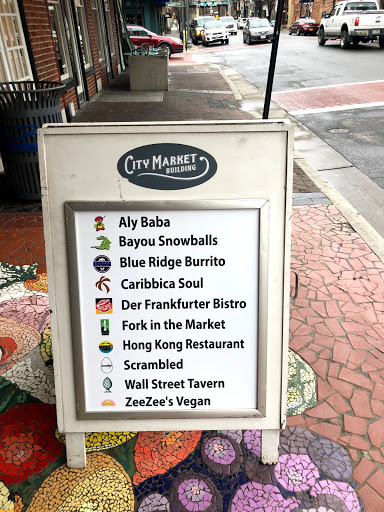 CITY MARKET
BUILDING
Aly Baba
Bayou Snowballs
Blue Ridge Burrito
Caribbica Soul
Der Frankfurter Bistro
Fork in the Market
Hong Kong Restaurant
Scrambled
Wall Street Tavern
ZeeZee's Vegan